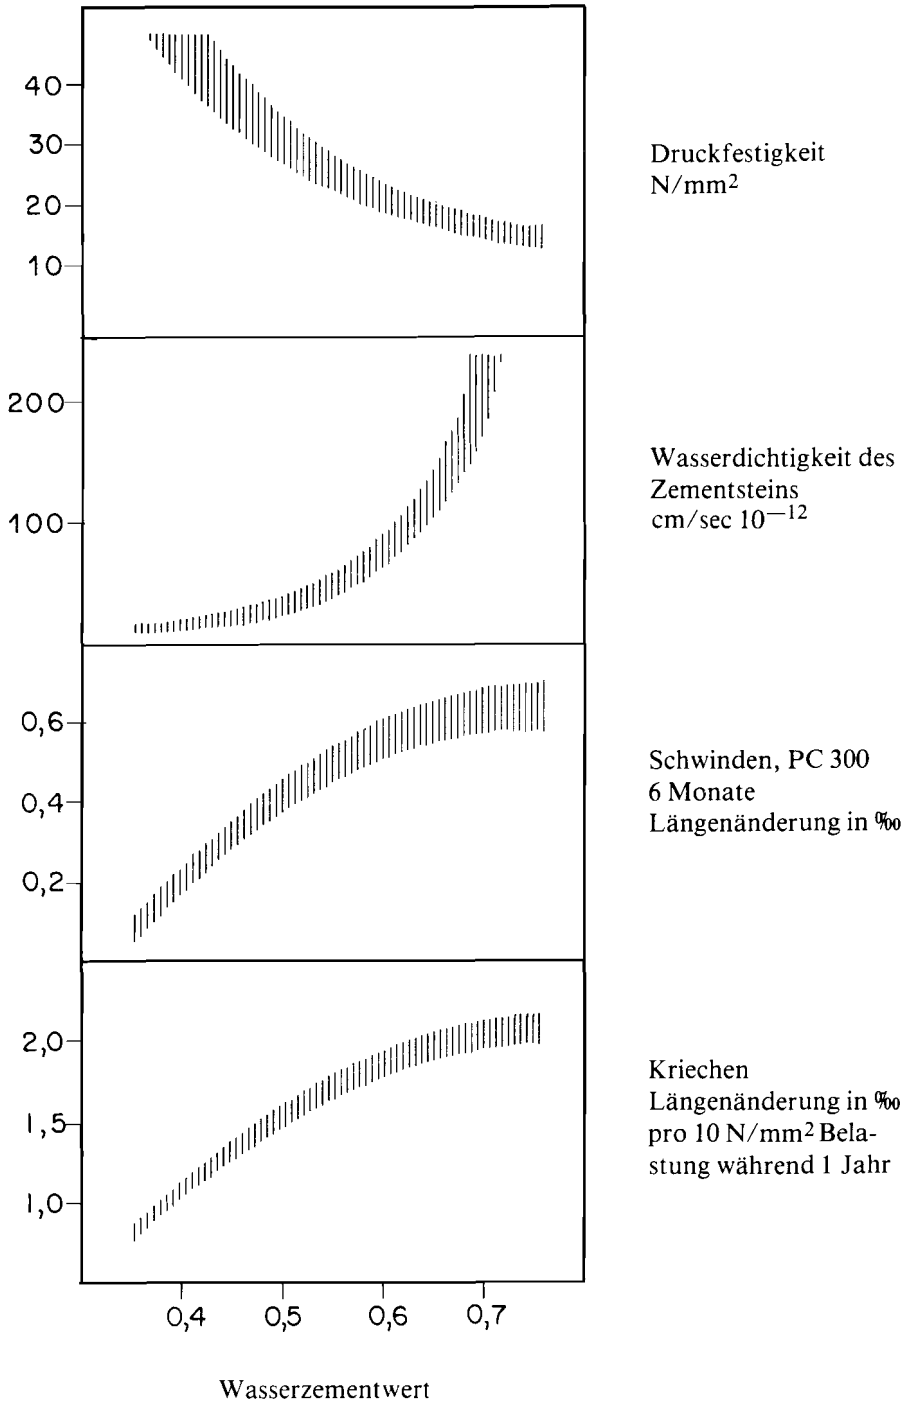 40
30
20
10
Druckfestigkeit
N/mm²
200
100
Wasserdichtigkeit des
Zementsteins
cm/sec 10⁻¹²
0,6
0,4
0,2
Schwinden, PC 300
6 Monate
Längenänderung in ‰
2,0
1,5
1,0
Kriechen
Längenänderung in ‰
pro 10 N/mm² Bela-
stung während 1 Jahr
0,4 0,5 0,6 0,7
Wasserzementwert